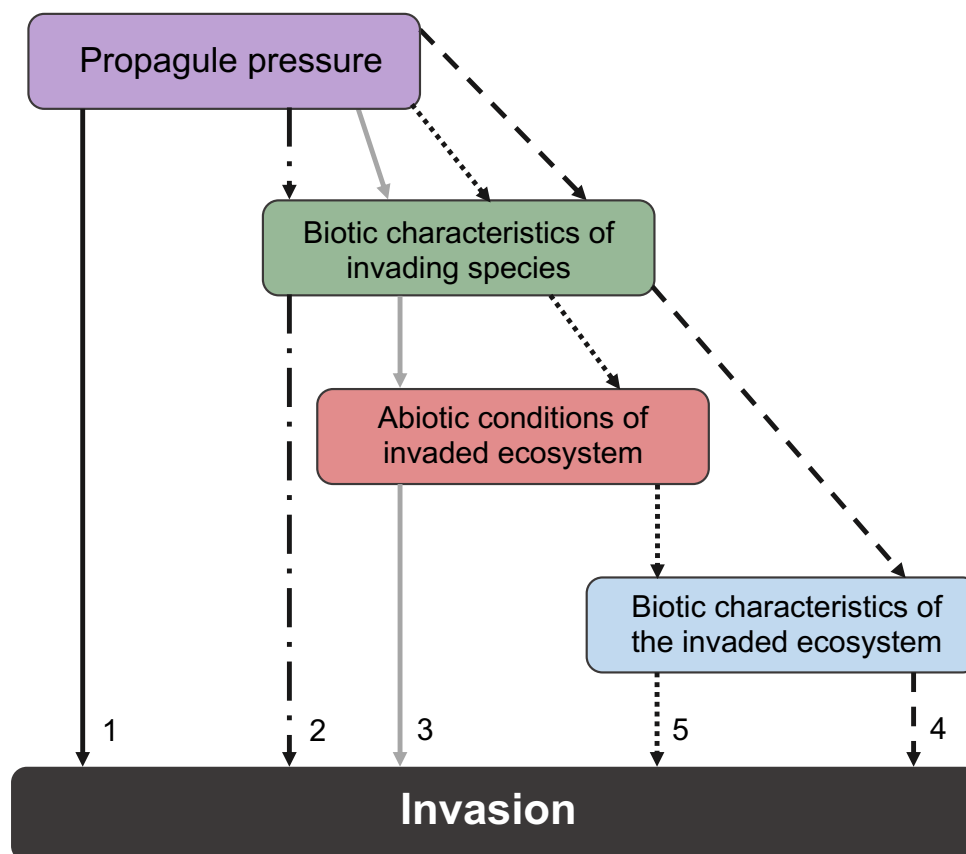 Propagule pressure
Biotic characteristics of
invading species
Abiotic conditions of
invaded ecosystem
Biotic characteristics of
the invaded ecosystem
1
2
3
5
4
Invasion